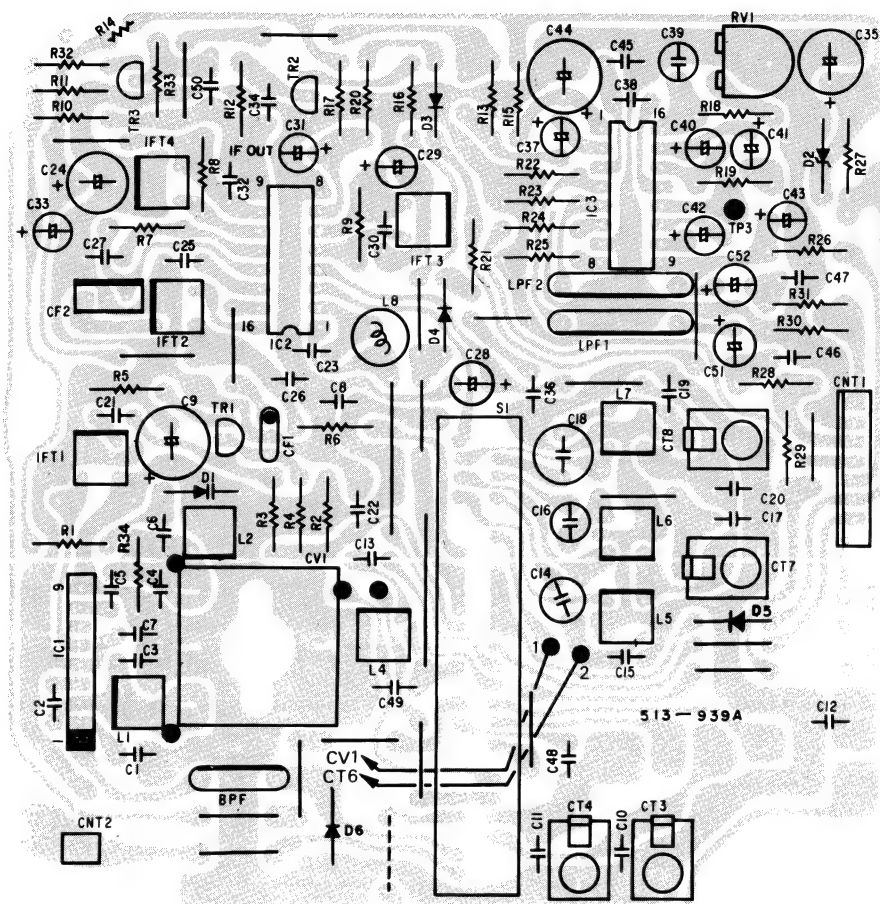 R14
R32
R11
R10
TR3
R33
C50
R12
C34
TR2
R17
R20
R16
D3
R13
R15
C44
C45
C38
C39
RV1
C35
1
16
R18
C40
C41
D2
R27
R19
C37
IFT4
R8
IF OUT
C31
C32
C29
C24
C33
9
8
R22
R23
R24
R25
IC3
C42
TP3
C43
R26
R7
C27
C25
R9
C30
IFT3
R21
8
9
LPF2
C52
C47
R31
CF2
IFT2
16
1
IC2
C23
L8
D4
LPF1
R30
C51
C46
R5
C26
C28
C36
L7
C19
R28
CNT1
C21
C9
TR1
CF1
C8
R6
S1
C18
CT8
R29
IFT1
D1
C20
C17
R1
R34
C6
L2
R3
R4
R2
C22
C16
L6
CV1
C13
CT7
9
C5
C4
C14
IC1
C7
C3
L4
L5
D5
1
2
C15
C2
L1
C49
513-939A
C12
1
C1
CV1
CT6
C48
BPF
CNT2
D6
C11
CT4
C10
CT3